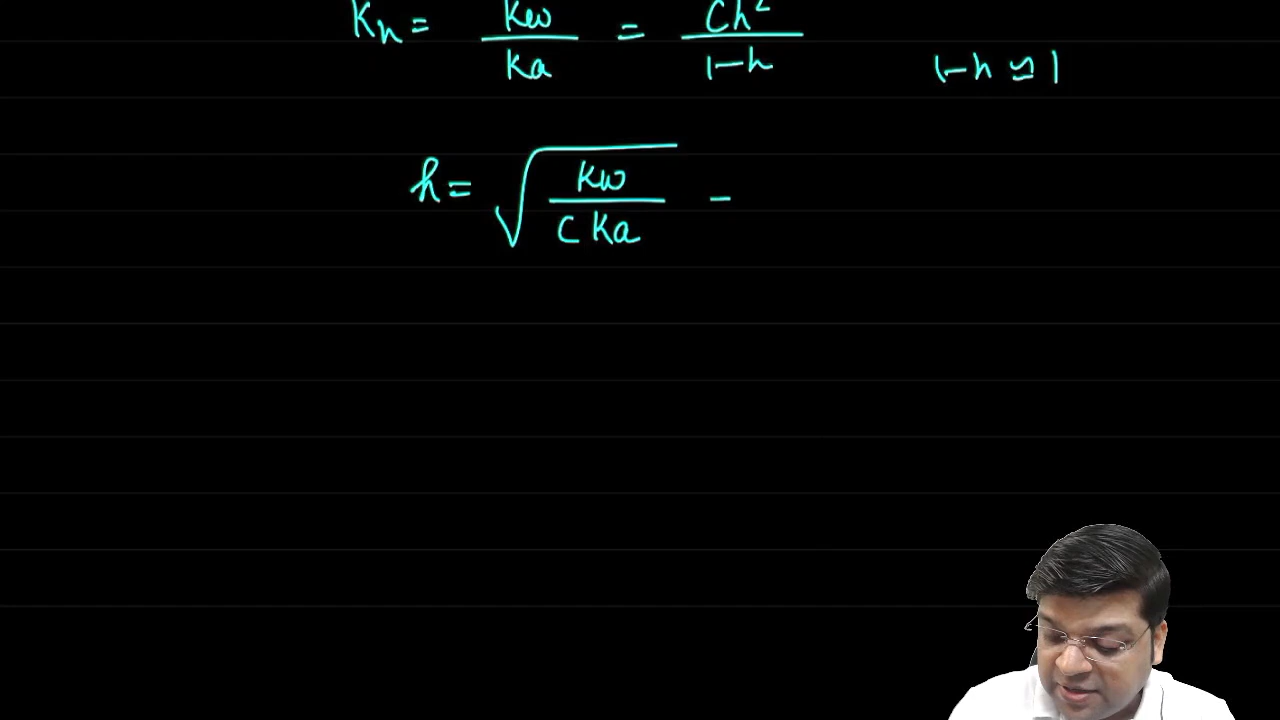 Kh = Kw/Ka = Ch²/1-h    1-h ≃ 1
h = √(Kw/C Ka) -